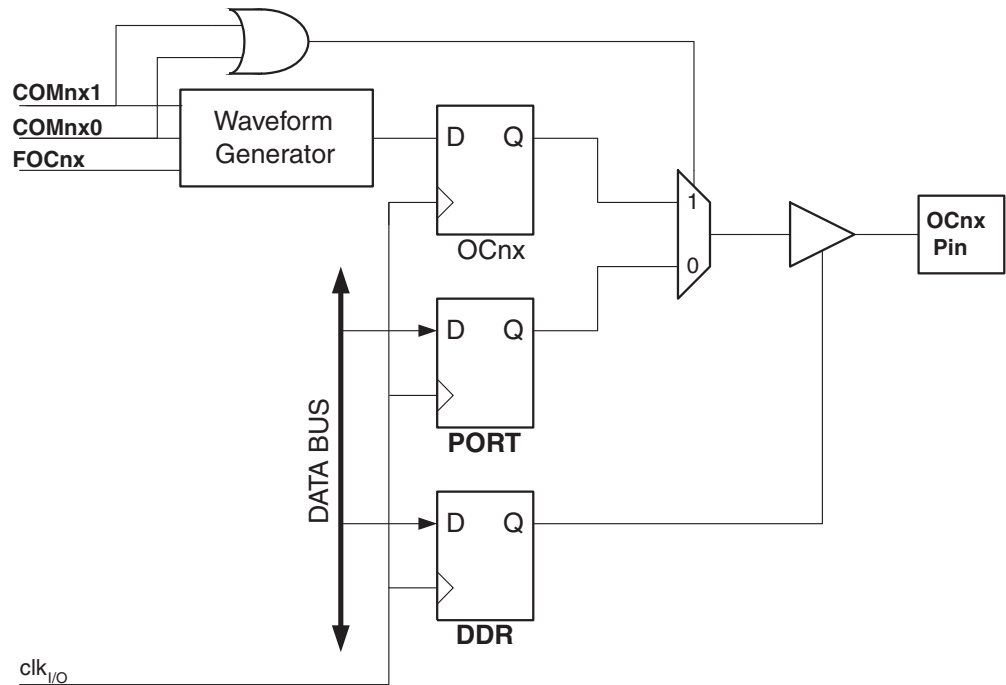 COMnx1
COMnx0
FOCnx
Waveform
Generator
D Q
OCnx
1
0
OCnx
Pin
D Q
PORT
DATA BUS
D Q
DDR
clkI/O